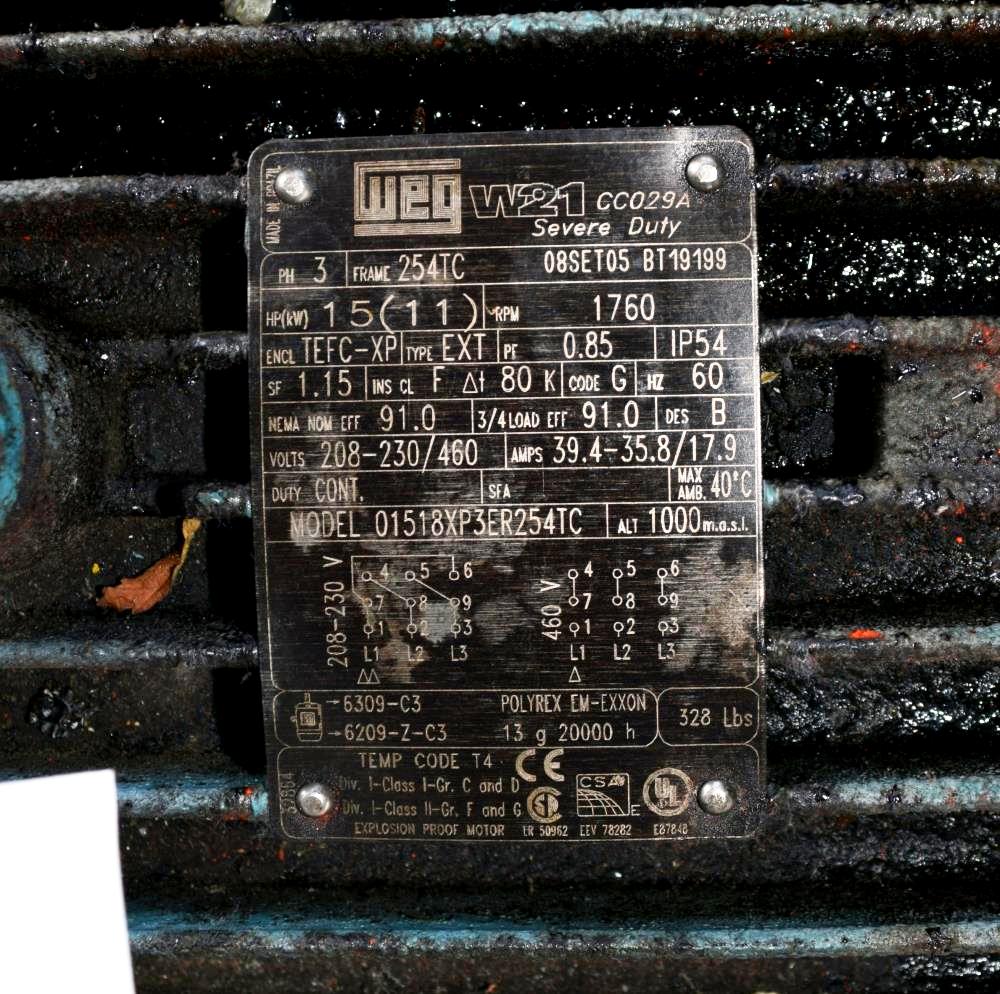 MADE IN BRAZIL
WEG W21 CC029A
Severe Duty
PH 3 FRAME 254TC 08SET05 BT19199
HP(kW) 15(11) RPM 1760
ENCL TEFC-XP TYPE EXT PF 0.85 IP54
SF 1.15 INS CL F Δt 80 K CODE G HZ 60
NEMA NOM EFF 91.0 3/4 LOAD EFF 91.0 DES B
VOLTS 208-230/460 AMPS 39.4-35.8/17.9
DUTY CONT. SFA MAX AMB. 40°C
MODEL 01518XP3ER254TC ALT 1000 m.a.s.l.
208-230 V
4 5 6
7 8 9
1 2 3
L1 L2 L3
ΔΔ
460 V
4 5 6
7 8 9
1 2 3
L1 L2 L3
Δ
6309-C3 POLYREX EM-EXXON
6209-Z-C3 13 g 20000 h
328 Lbs
TEMP CODE T4 CE
Div. I-Class I-Gr. C and D
Div. I-Class II-Gr. F and G
CSA E UL
EXPLOSION PROOF MOTOR LR 50962 EEV 78282 E87848